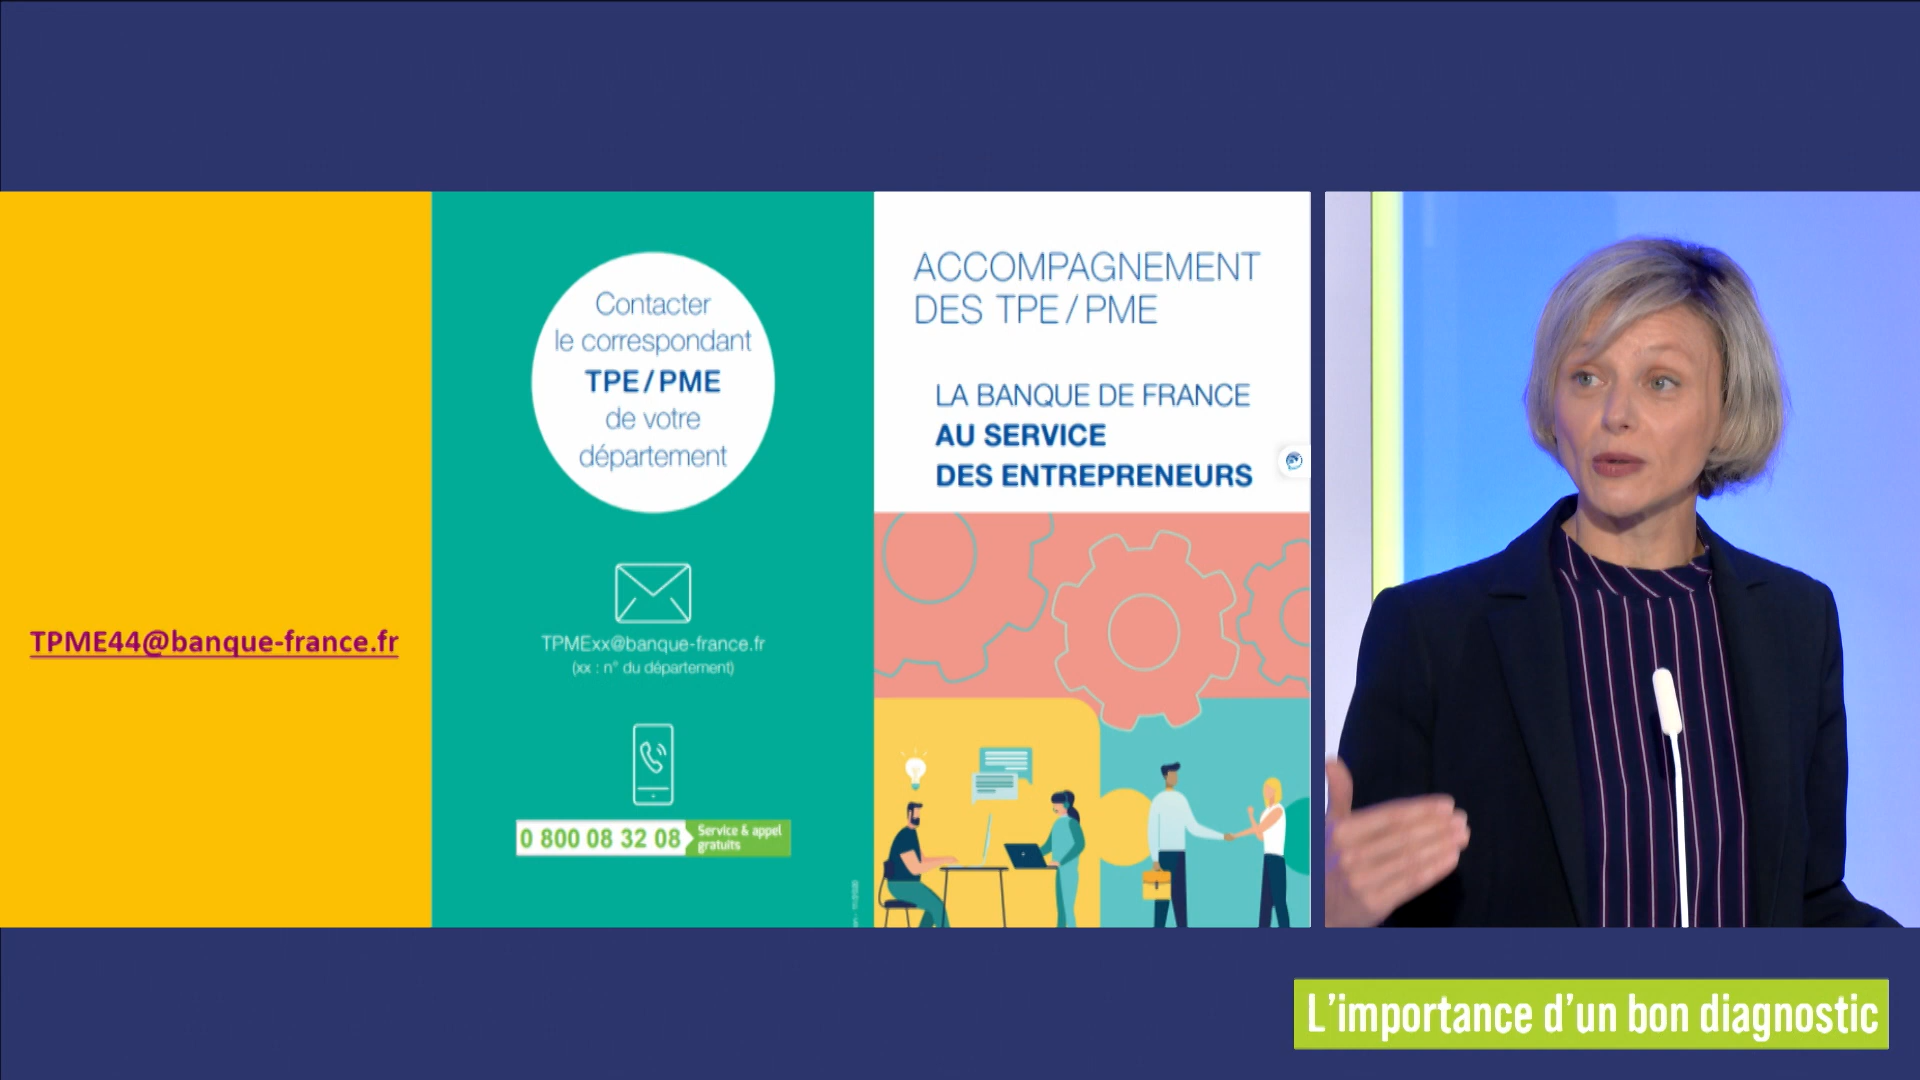 TPME44@banque-france.fr
Contacter
le correspondant
TPE/PME
de votre
département
TPMExx@banque-france.fr
(xx : n° du département)
0 800 08 32 08
Service & appel
gratuits
ACCOMPAGNEMENT
DES TPE/PME
LA BANQUE DE FRANCE
AU SERVICE
DES ENTREPRENEURS
L'importance d'un bon diagnostic